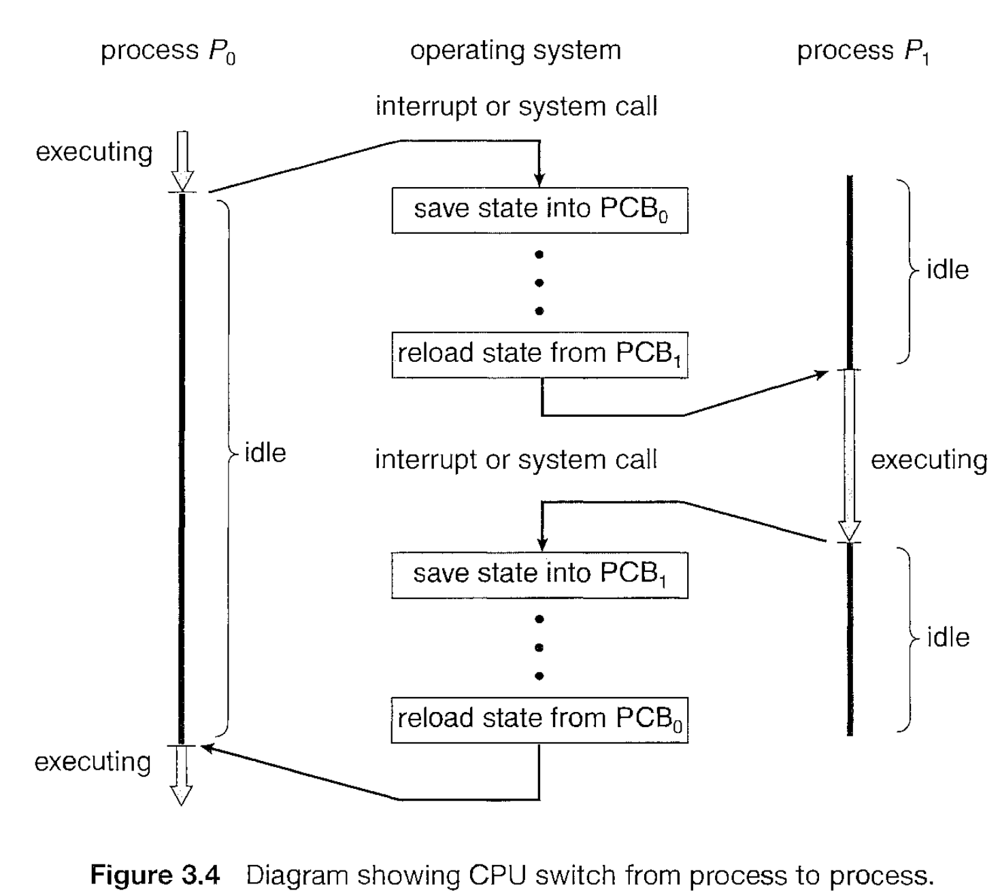 process P₀
operating system
process P₁
interrupt or system call
executing
save state into PCB₀
idle
reload state from PCB₁
idle
interrupt or system call
executing
save state into PCB₁
idle
reload state from PCB₀
executing
Figure 3.4 Diagram showing CPU switch from process to process.